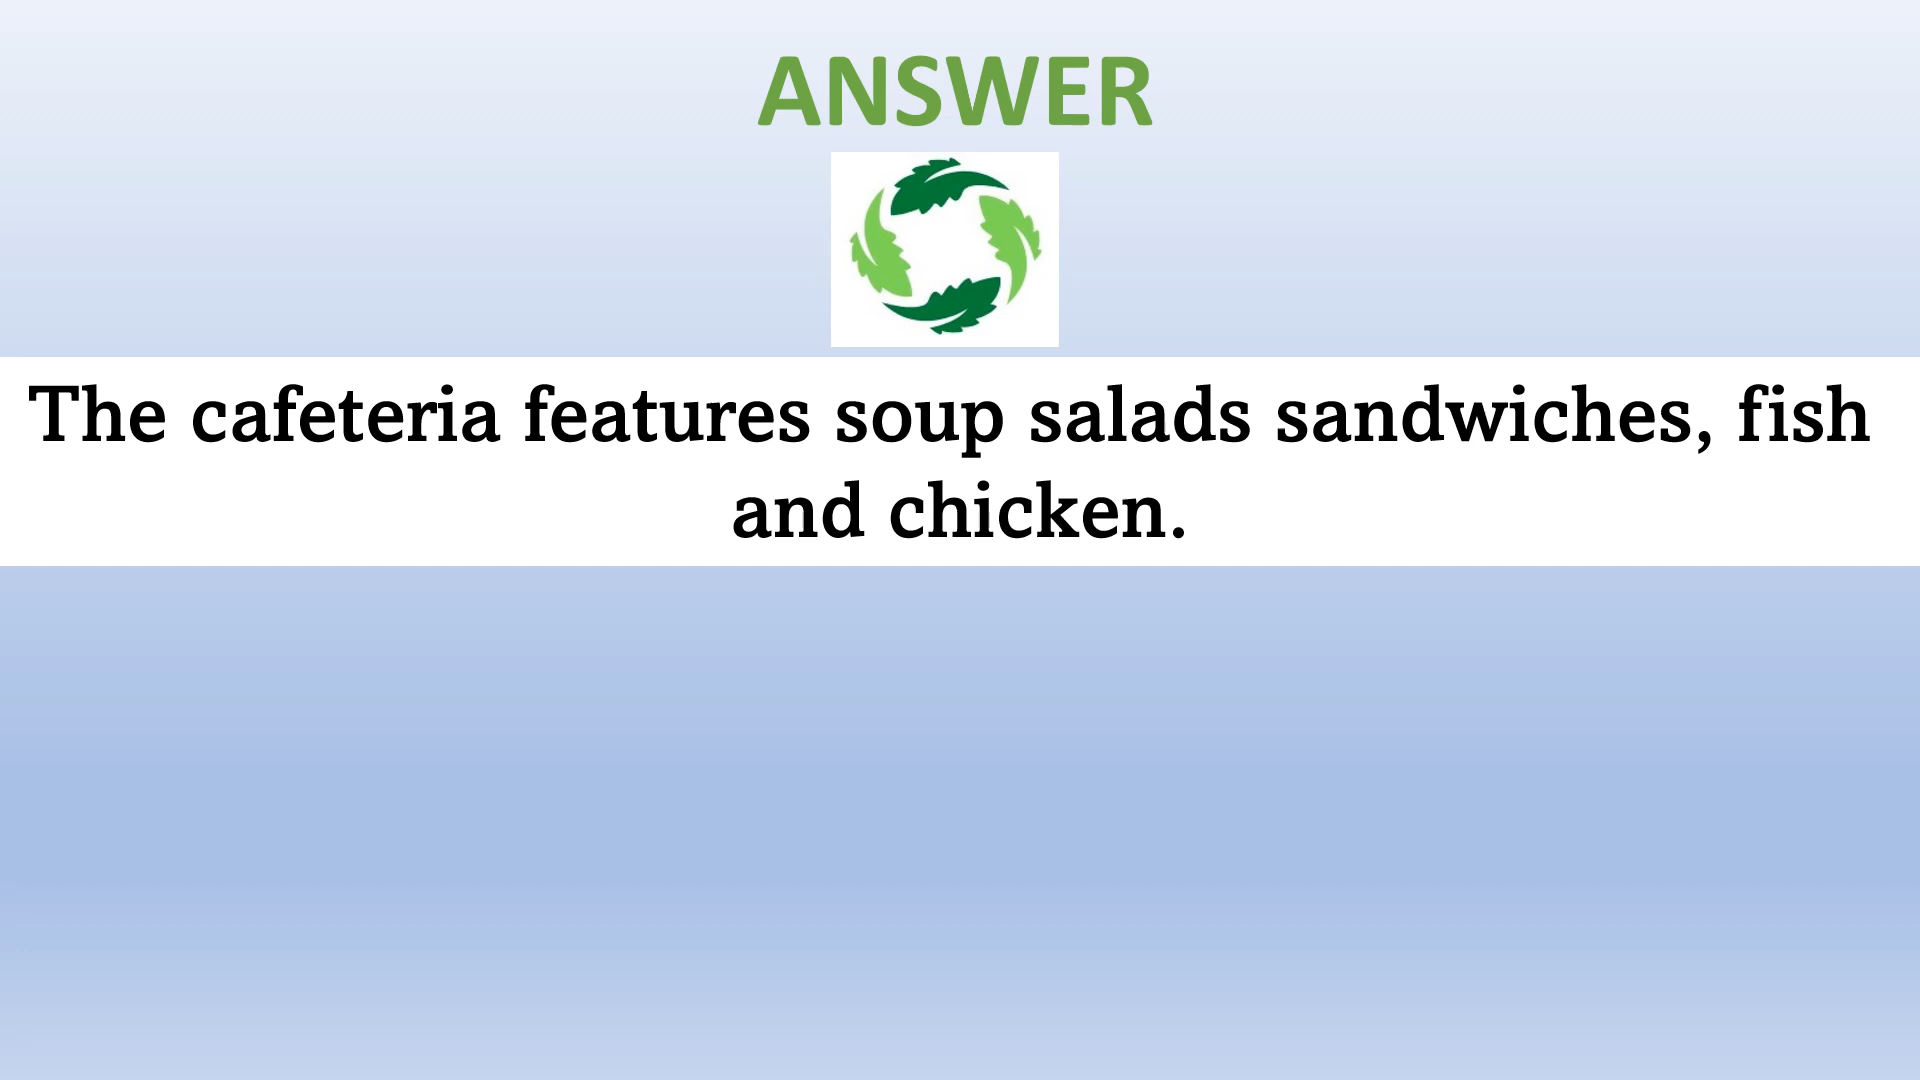 ANSWER
The cafeteria features soup salads sandwiches, fish
and chicken.